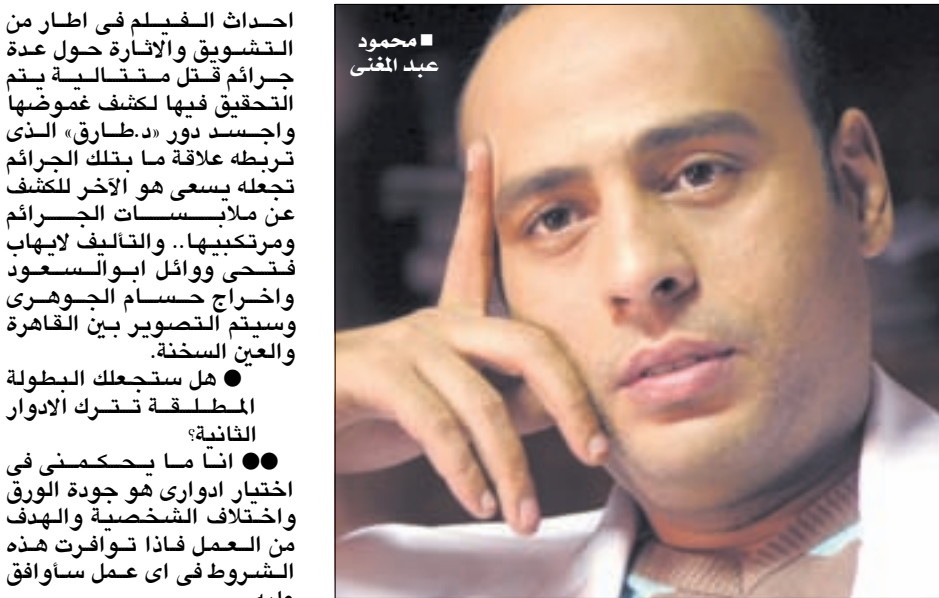 ■ محمود
عبد المغنى
احداث الفيلم فى اطار من
التشويق والاثارة حول عدة
جرائم قتل متتالية يتم
التحقيق فيها لكشف غموضها
واجسد دور «د.طارق» الذى
تربطه علاقة ما بتلك الجرائم
تجعله يسعى هو الآخر للكشف
عن ملابسات الجرائم
ومرتكبيها.. والتأليف لايهاب
فتحى ووائل ابوالسعود
واخراج حسام الجوهرى
وسيتم التصوير بين القاهرة
والعين السخنة.
● هل ستجعلك البطولة
المطلقة تترك الادوار
الثانية؟
●● انا ما يحكمنى فى
اختيار ادوارى هو جودة الورق
واختلاف الشخصية والهدف
من العمل فاذا توافرت هذه
الشروط فى اى عمل سأوافق